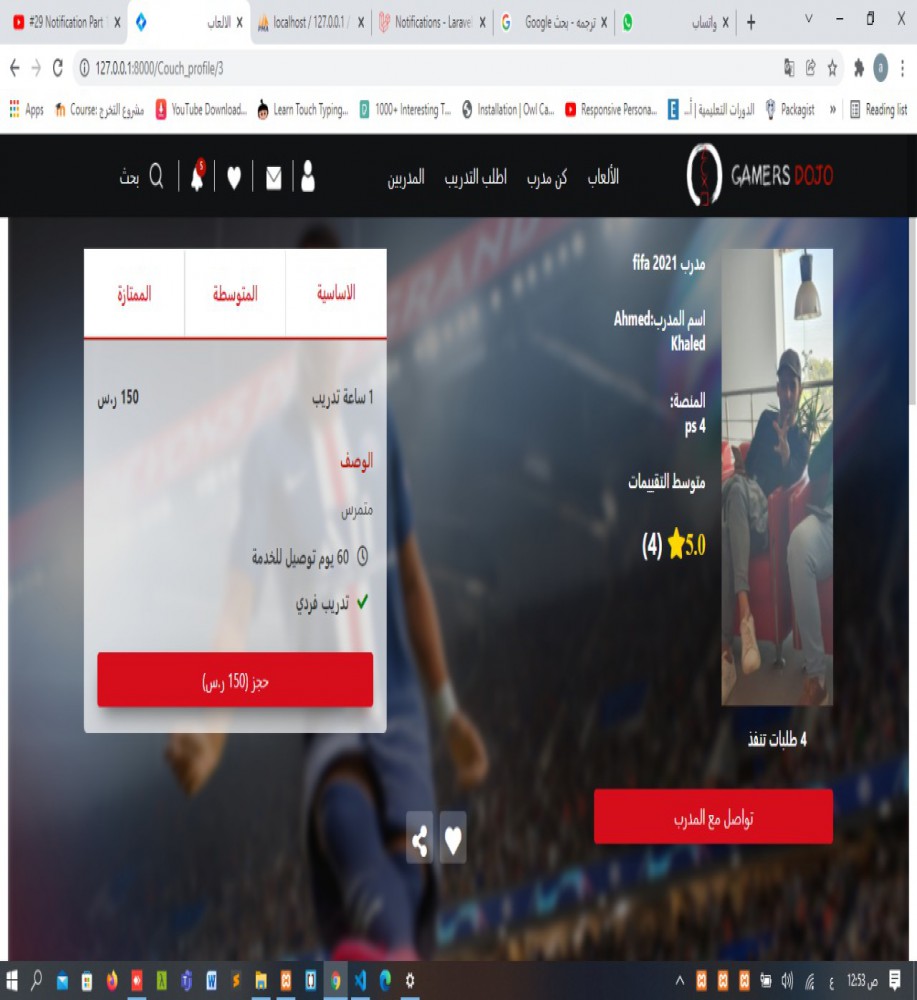 #29 Notification Part
الالعاب
localhost / 127.0.0.1 /
Notifications - Larave
ترجمه - بحث Google
واتساب
127.0.0.1:8000/Couch_profile/3
a
Apps
Course: مشروع التخرج
YouTube Download...
Learn Touch Typing...
1000+ Interesting T...
Installation | Owl Ca...
Responsive Persona...
الدورات التعليمية | أ...
Packagist
»
Reading list
GAMERS DOJO
الألعاب
كن مدرب
اطلب التدريب
المدربين
5
بحث
مدرب fifa 2021
اسم المدرب:Ahmed
Khaled
المنصة:
ps 4
متوسط التقييمات
5.0 (4)
4 طلبات تنفذ
تواصل مع المدرب
الاساسية
المتوسطة
الممتازة
1 ساعة تدريب
150 ر.س
الوصف
متمرس
60 يوم توصيل للخدمة
تدريب فردي
حجز (150 ر.س)
ع
12:53 ص